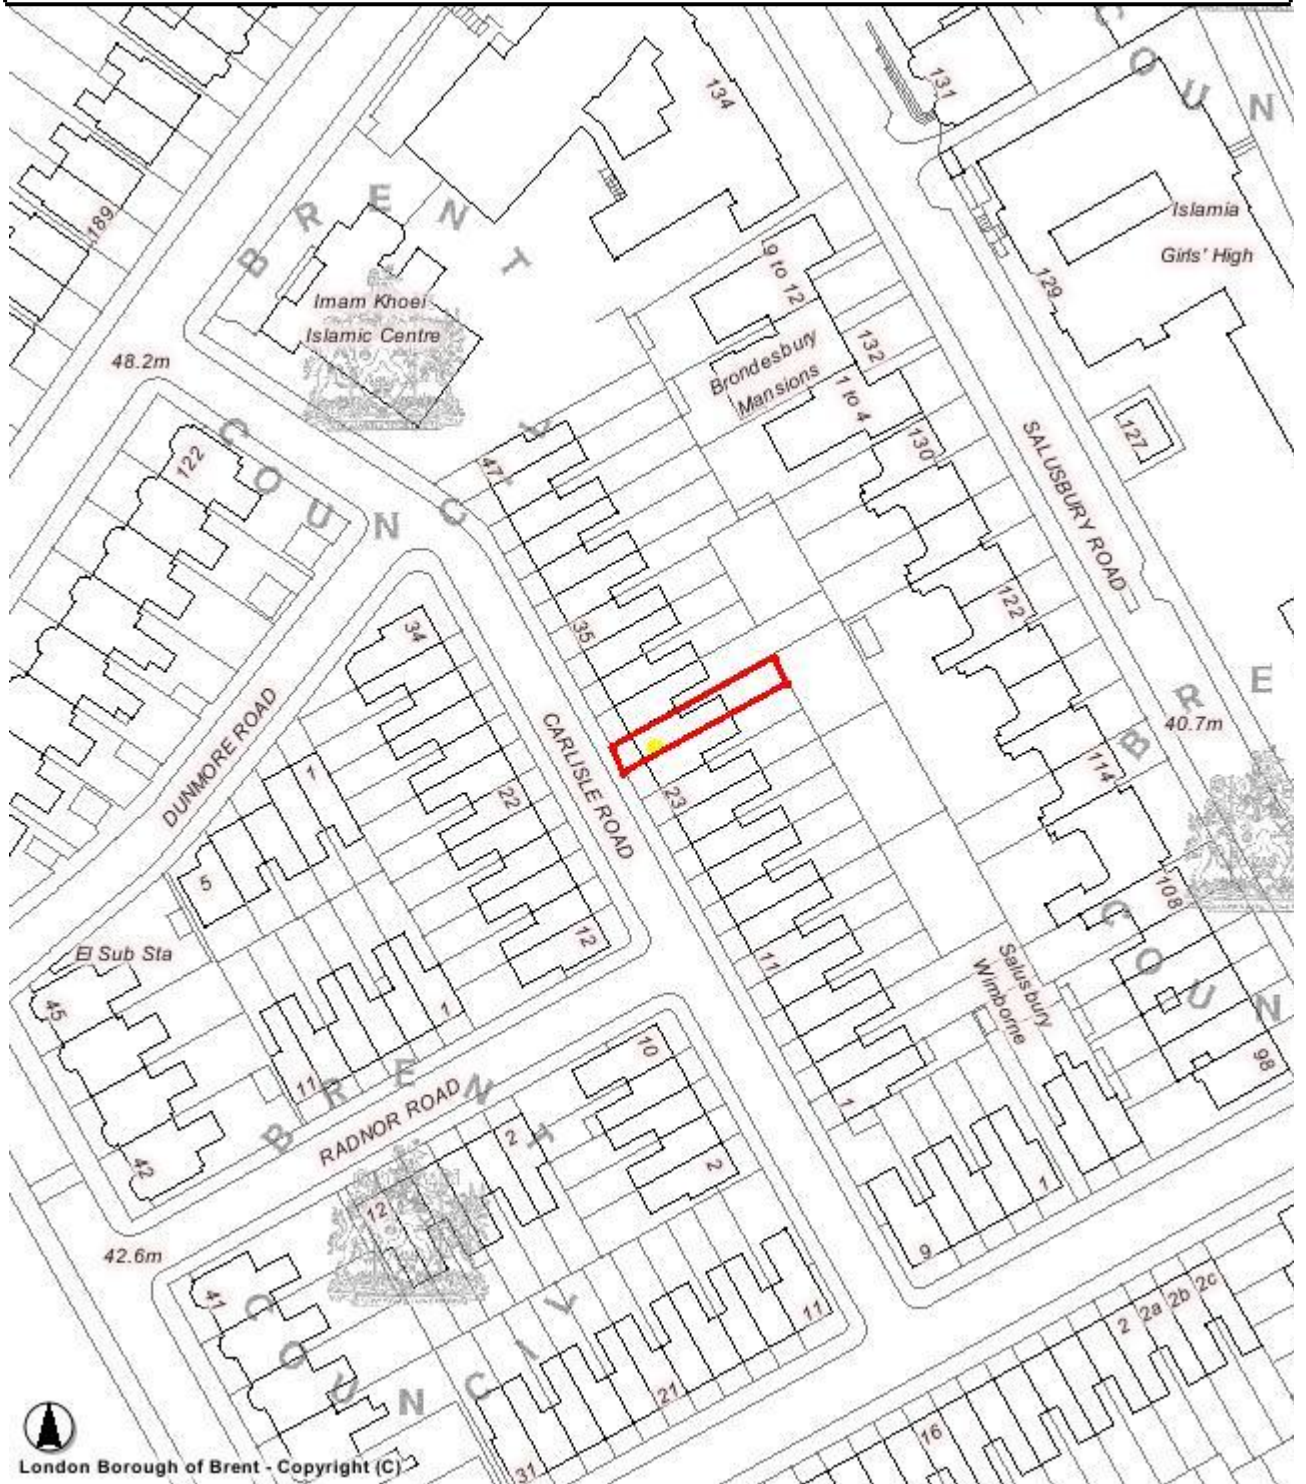 134
131
C
O
U
N
189
B
R
E
N
T
Islamia
Girls' High
129
9 to 12
Imam Khoei
Islamic Centre
48.2m
132
Brondesbury
Mansions
1 to 4
130
127
SALUSBURY ROAD
122
C
O
U
N
C
47
122
35
34
E
R
B
40.7m
DUNMORE ROAD
CARLISLE ROAD
1
22
23
114
5
108
C
O
U
N
El Sub Sta
12
11
Salusbury
Wimborne
45
1
11
10
98
B
R
E
N
T
RADNOR ROAD
1
42
2
2
12
1
9
42.6m
41
11
2
2a
2b
2c
C
O
U
N
C
I
21
16
31
London Borough of Brent - Copyright (C)